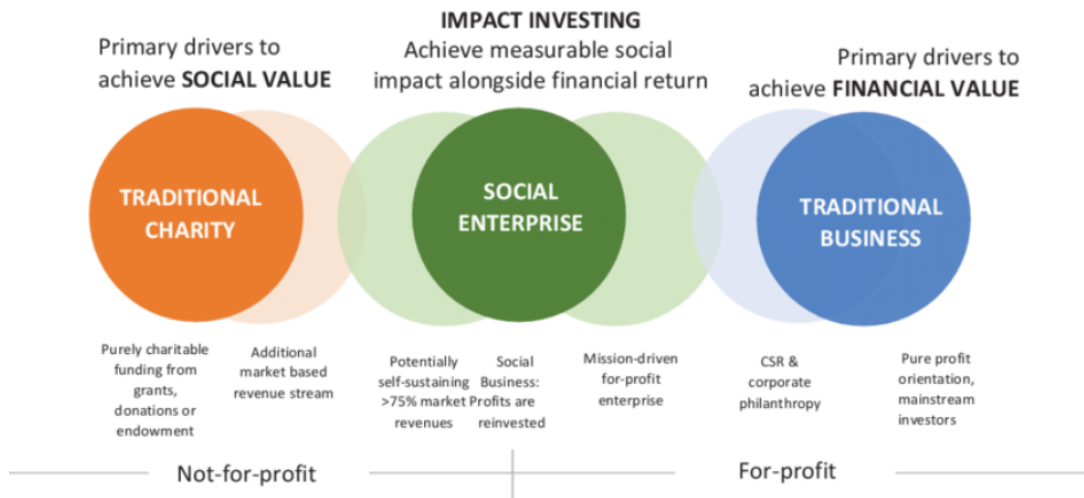 IMPACT INVESTING
Achieve measurable social
impact alongside financial return
Primary drivers to
achieve SOCIAL VALUE
Primary drivers to
achieve FINANCIAL VALUE
TRADITIONAL
CHARITY
SOCIAL
ENTERPRISE
TRADITIONAL
BUSINESS
Purely charitable
funding from
grants,
donations or
endowment
Additional
market based
revenue stream
Potentially
self-sustaining
>75% market
revenues
Social
Business:
Profits are
reinvested
Mission-driven
for-profit
enterprise
CSR &
corporate
philanthropy
Pure profit
orientation,
mainstream
investors
Not-for-profit
For-profit